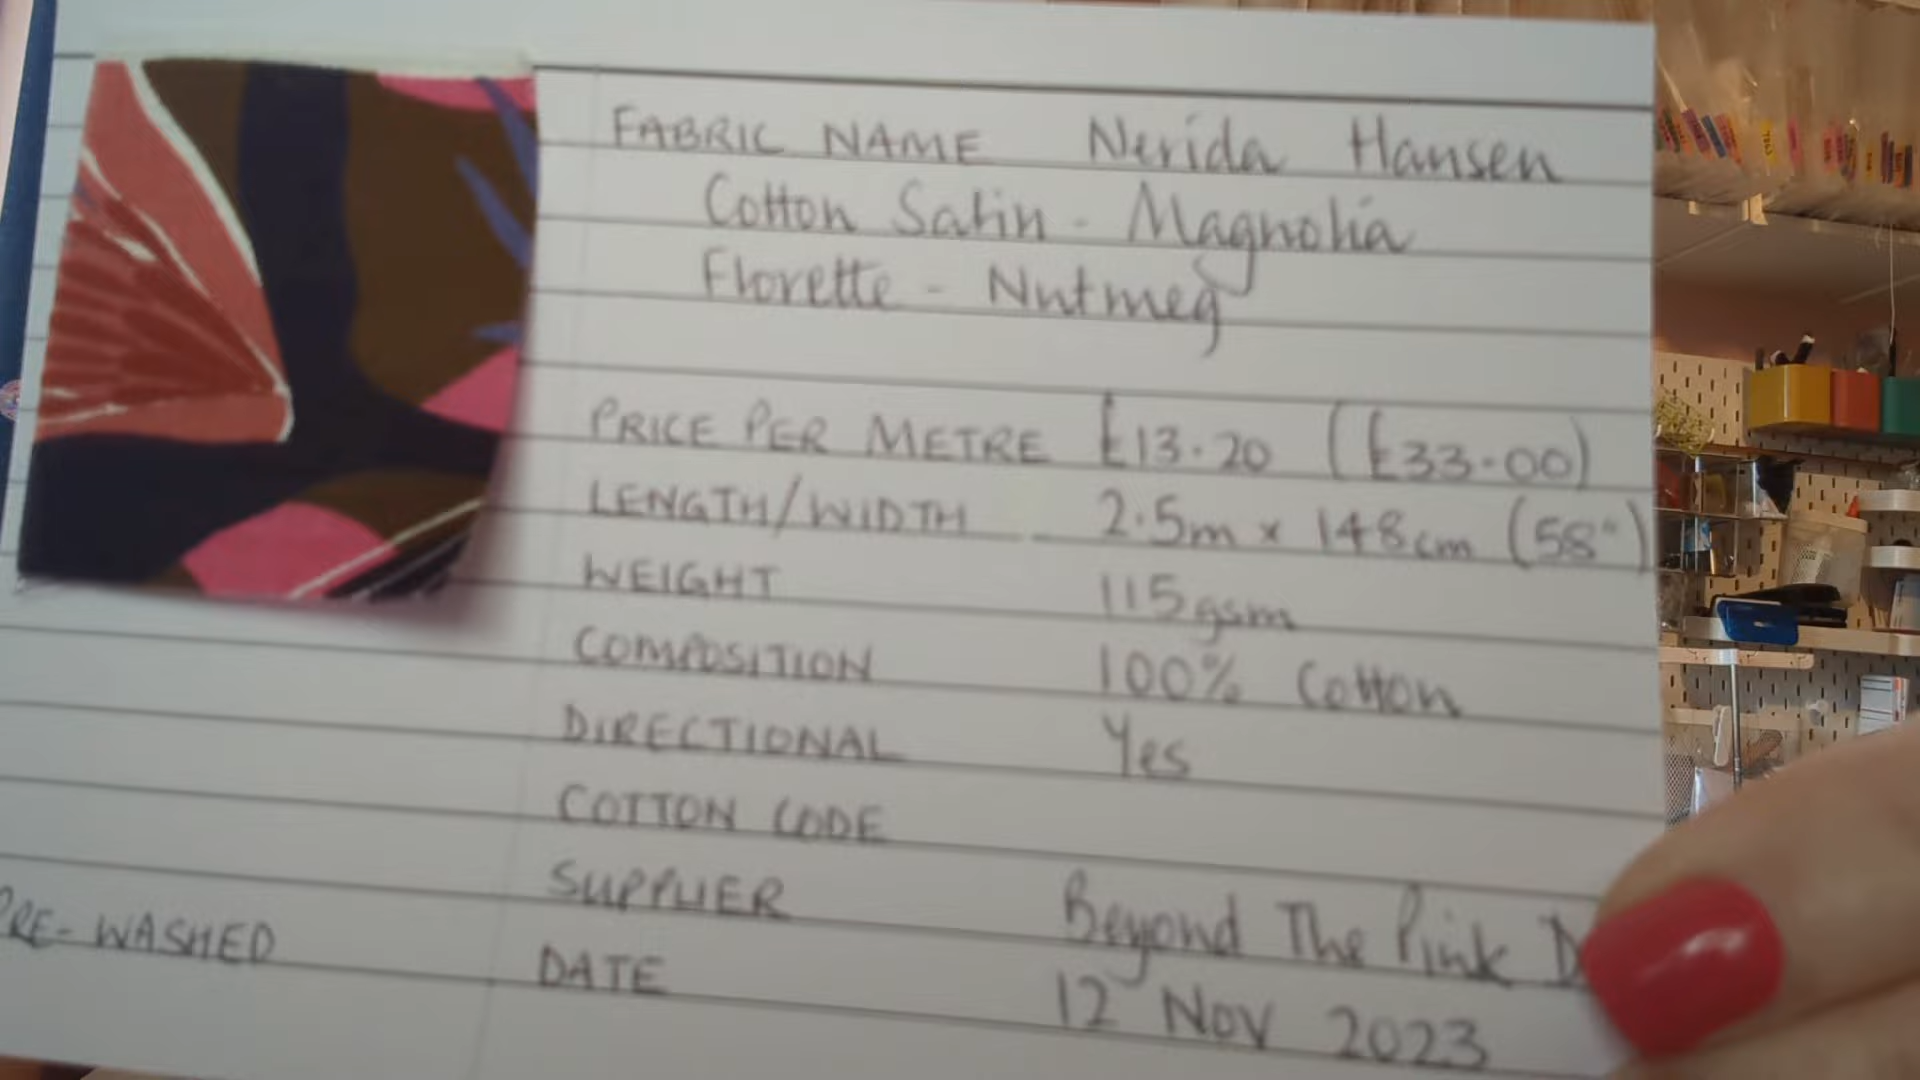 FABRIC NAME Nerida Hansen
Cotton Satin - Magnolia
Florette - Nutmeg
PRICE PER METRE £13.20 (£33.00)
LENGTH/WIDTH 2.5m x 148cm (58")
WEIGHT 115gsm
COMPOSITION 100% Cotton
DIRECTIONAL Yes
COTTON CODE
SUPPLIER Beyond The Pink D
PRE-WASHED
DATE 12 Nov 2023